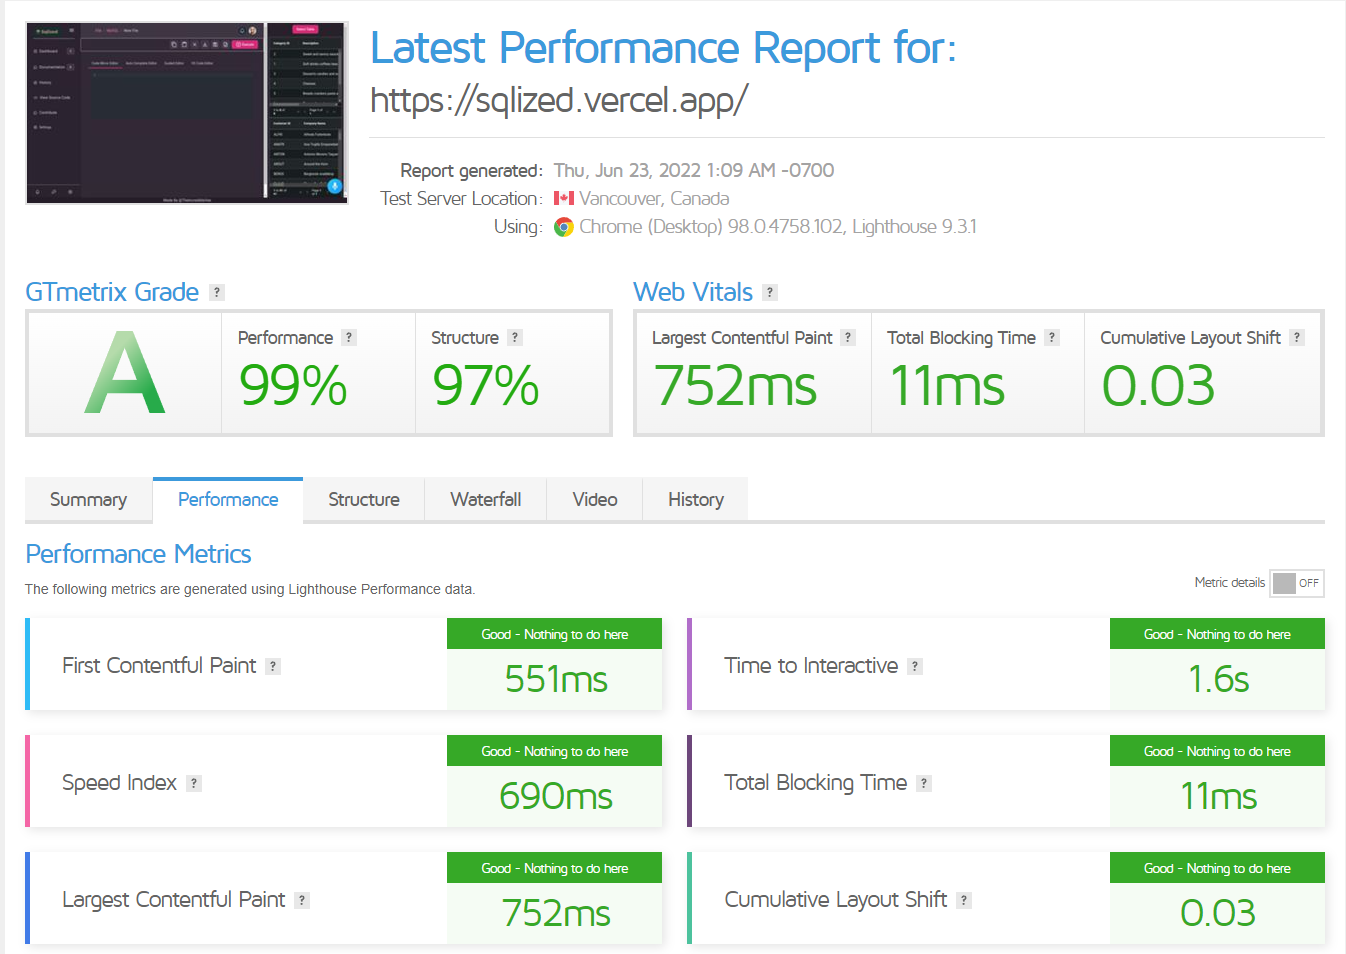 Latest Performance Report for:
https://sqlized.vercel.app/
Report generated: Thu, Jun 23, 2022 1:09 AM -0700
Test Server Location: Vancouver, Canada
Using: Chrome (Desktop) 98.0.4758.102, Lighthouse 9.3.1
GTmetrix Grade ?
A
Performance ?
99%
Structure ?
97%
Web Vitals ?
Largest Contentful Paint ?
752ms
Total Blocking Time ?
11ms
Cumulative Layout Shift ?
0.03
Summary Performance Structure Waterfall Video History
Performance Metrics
The following metrics are generated using Lighthouse Performance data.
Metric details OFF
First Contentful Paint ?
Good - Nothing to do here
551ms
Time to Interactive ?
Good - Nothing to do here
1.6s
Speed Index ?
Good - Nothing to do here
690ms
Total Blocking Time ?
Good - Nothing to do here
11ms
Largest Contentful Paint ?
Good - Nothing to do here
752ms
Cumulative Layout Shift ?
Good - Nothing to do here
0.03